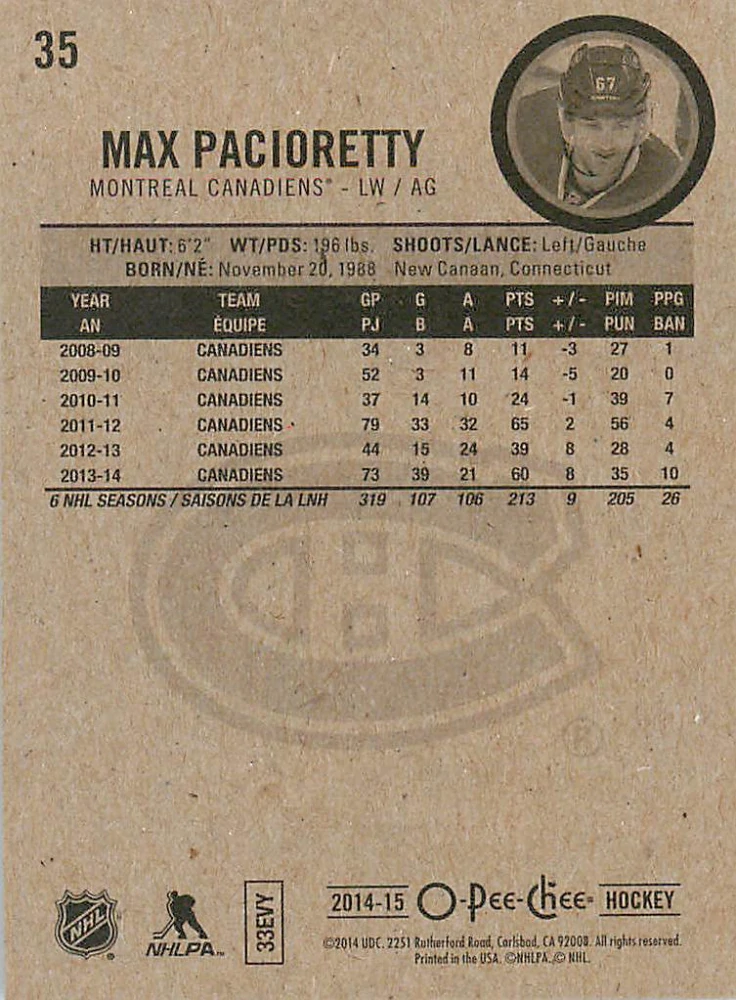 35
67
MAX PACIORETTY
MONTREAL CANADIENS® - LW / AG
HT/HAUT: 6'2" WT/PDS: 196 lbs. SHOOTS/LANCE: Left/Gauche
BORN/NÉ: November 20, 1988 New Canaan, Connecticut
YEAR TEAM GP G A PTS +/- PIM PPG
AN ÉQUIPE PJ B A PTS +/- PUN BAN
2008-09 CANADIENS 34 3 8 11 -3 27 1
2009-10 CANADIENS 52 3 11 14 -5 20 0
2010-11 CANADIENS 37 14 10 24 -1 39 7
2011-12 CANADIENS 79 33 32 65 2 56 4
2012-13 CANADIENS 44 15 24 39 8 28 4
2013-14 CANADIENS 73 39 21 60 8 35 10
6 NHL SEASONS / SAISONS DE LA LNH 319 107 106 213 9 205 26
CH
®
NHL ®
NHLPA™
33EVY
2014-15 O-Pee-Chee® HOCKEY
©2014 UDC. 2251 Rutherford Road, Carlsbad, CA 92008. All rights reserved.
Printed in the USA. ©NHLPA. © NHL.